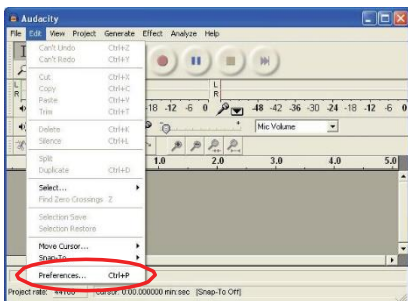 Audacity
File Edit View Project Generate Effect Analyze Help
Can't Undo Ctrl+Z
Can't Redo Ctrl+Y
Cut Ctrl+X
Copy Ctrl+C
Paste Ctrl+V
Trim Ctrl+T
Delete Ctrl+K
Silence Ctrl+L
Split
Duplicate Ctrl+D
Select...
Find Zero Crossings Z
Selection Save
Selection Restore
Move Cursor...
Snap-To
Preferences... Ctrl+P
L
R
L
R
-18 -12 -6 0
-48 -42 -36 -30 -24 -18 -12 -6 0
Mic Volume
1.0 2.0 3.0 4.0 5.0
Project rate: 44100 Cursor: 0:00.000000 min:sec [Snap-To Off]